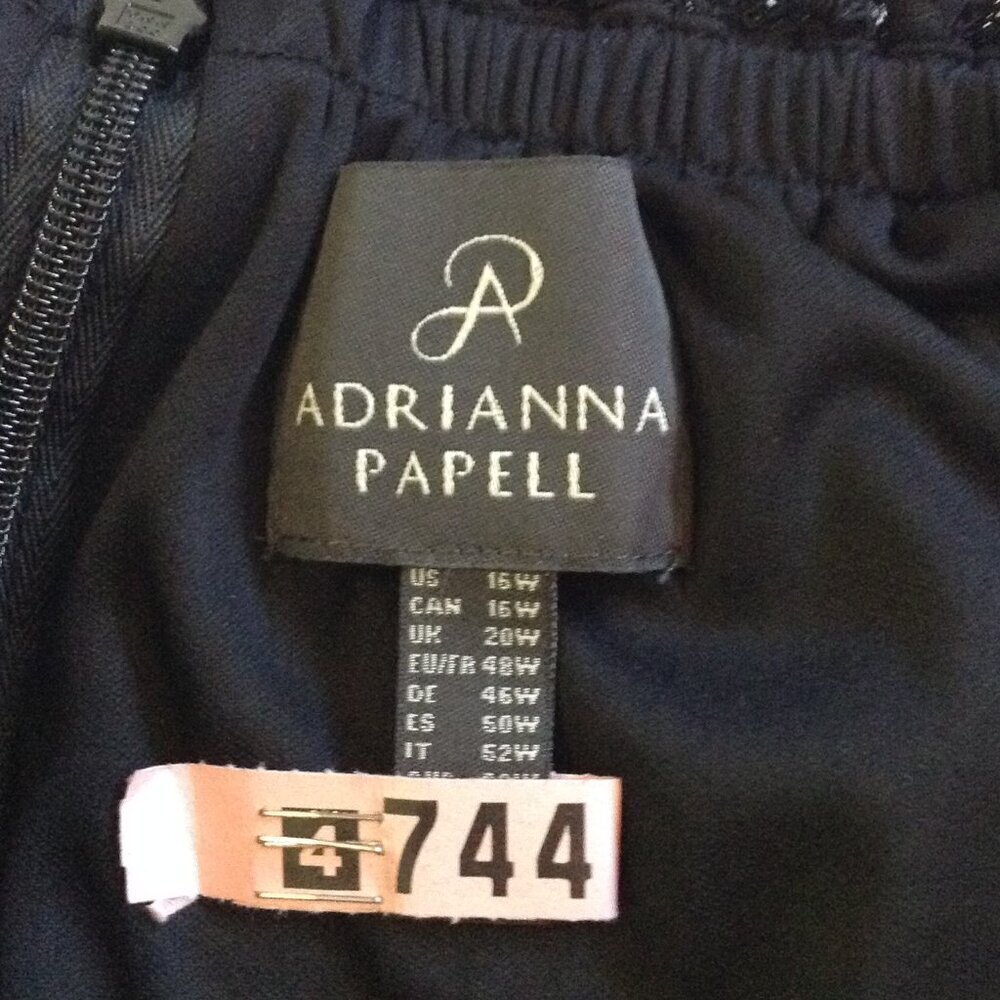 ADRIANNA
PAPELL
US 16W
CAN 16W
UK 20W
EU/FR 48W
DE 46W
ES 50W
IT 52W
4744